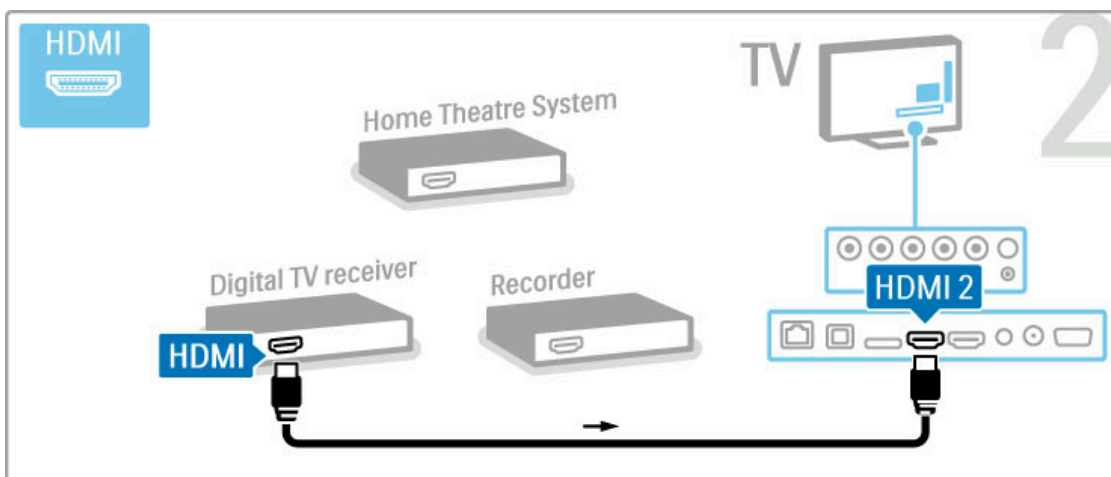 HDMI
TV
2
Home Theatre System
Digital TV receiver
Recorder
HDMI 2
HDMI